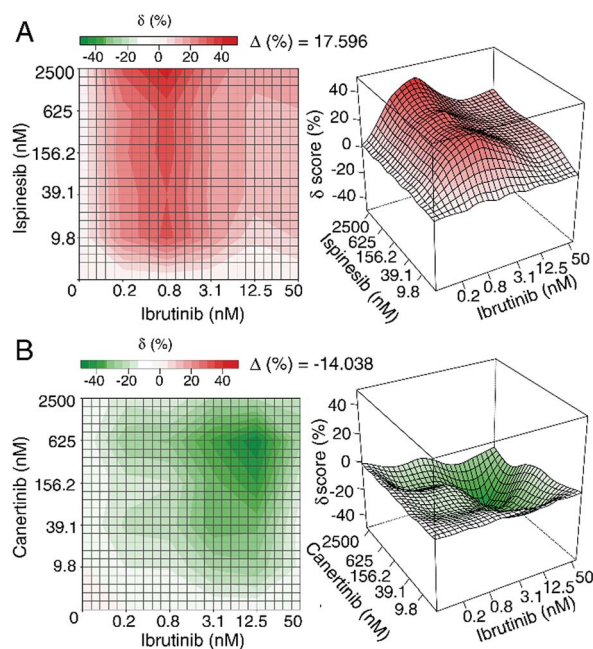 A
δ (%)
-40 -20 0 20 40
Δ (%) = 17.596
2500
625
156.2
39.1
9.8
0
Ispinesib (nM)
0 0.2 0.8 3.1 12.5 50
Ibrutinib (nM)
40
20
0
-20
-40
δ score (%)
2500
625
156.2
39.1
9.8
Ispinesib (nM)
0.2 0.8 3.1 12.5 50
Ibrutinib (nM)
B
δ (%)
-40 -20 0 20 40
Δ (%) = -14.038
2500
625
156.2
39.1
9.8
0
Canertinib (nM)
0 0.2 0.8 3.1 12.5 50
Ibrutinib (nM)
40
20
0
-20
-40
δ score (%)
2500
625
156.2
39.1
9.8
Canertinib (nM)
0.2 0.8 3.1 12.5 50
Ibrutinib (nM)